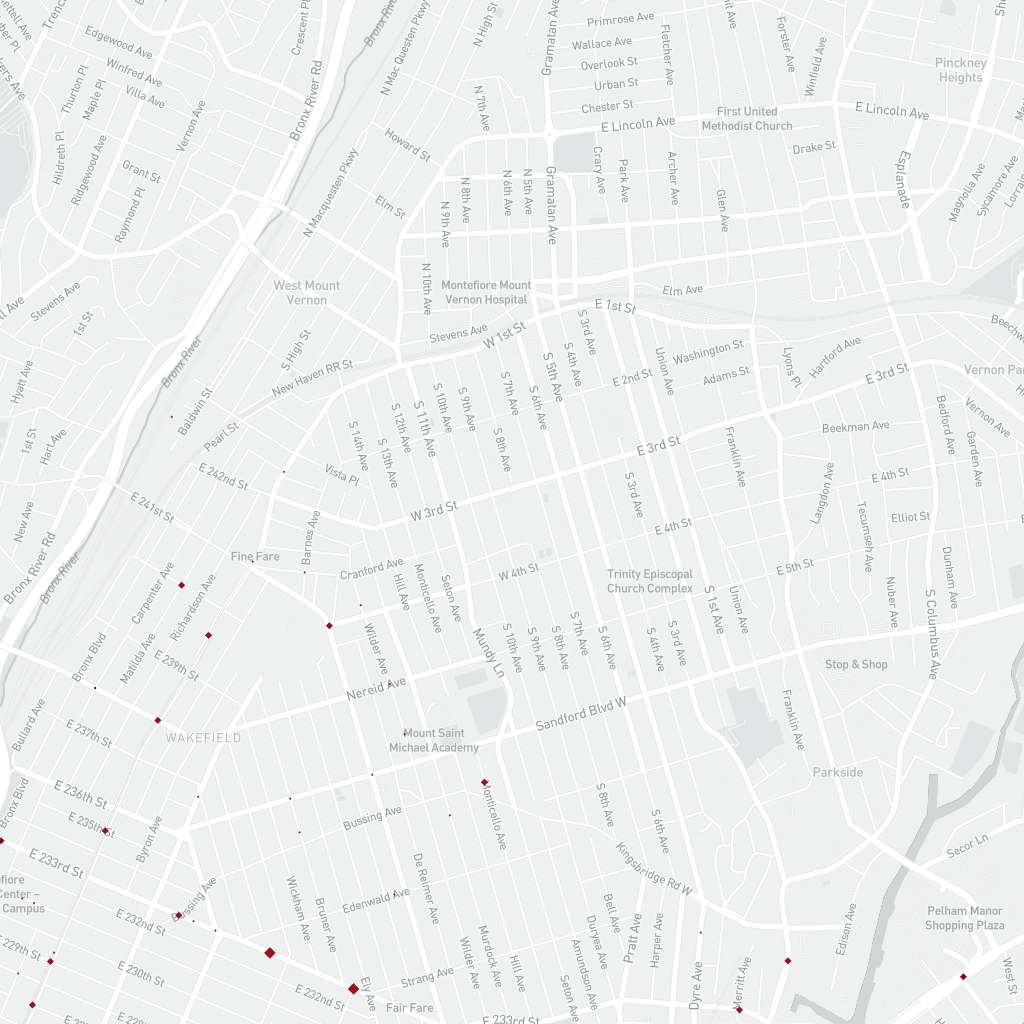 Trenc
Crescent Pl
Bronx River
N High St
Primrose Ave
Wallace Ave
Overlook St
Urban St
Chester St
Fletcher Ave
Forster Ave
Winfield Ave
Pinckney
Heights
Edgewood Ave
Winfred Ave
Villa Ave
Thurton Pl
Maple Pl
Vernon Ave
Bronx River Rd
N Mac Questen Pkwy
N 7th Ave
Gramatan Ave
E Lincoln Ave
First United
Methodist Church
E Lincoln Ave
Drake St
Hildreth Pl
Ridgewood Ave
Grant St
Raymond Pl
Howard St
Elm St
N Macquesten Pkwy
N 9th Ave
N 8th Ave
N 6th Ave
N 5th Ave
Gramatan Ave
Crary Ave
Park Ave
Archer Ave
Glen Ave
Esplanade
Magnolia Ave
Sycamore Ave
Stevens Ave
1st St
West Mount
Vernon
N 10th Ave
Montefiore Mount
Vernon Hospital
Elm Ave
E 1st St
Bronx River
S High St
Stevens Ave
W 1st St
S 3rd Ave
S 4th Ave
S 5th Ave
Union Ave
Washington St
Adams St
Lyons Pl
Hartford Ave
E 3rd St
Hyatt Ave
New Haven RR St
E 2nd St
Baldwin St
Pearl St
S 14th Ave
S 13th Ave
S 12th Ave
S 11th Ave
S 10th Ave
S 9th Ave
S 8th Ave
S 7th Ave
S 6th Ave
E 3rd St
Franklin Ave
Beekman Ave
Bedford Ave
Garden Ave
Vernon Ave
1st St
Hart Ave
E 242nd St
Vista Pl
W 3rd St
S 3rd Ave
E 4th St
Langdon Ave
E 4th St
Elliot St
Tecumseh Ave
New Ave
E 241st St
Barnes Ave
Fine Fare
Cranford Ave
W 4th St
E 5th St
Trinity Episcopal
Church Complex
Bronx River Rd
Bronx River
Carpenter Ave
Richardson Ave
Hill Ave
Monticello Ave
Seton Ave
S 1st Ave
Union Ave
Nuber Ave
Dunham Ave
S Columbus Ave
Bronx Blvd
Matilda Ave
E 239th St
Wilder Ave
Mundy Ln
S 10th Ave
S 9th Ave
S 8th Ave
S 7th Ave
S 6th Ave
S 4th Ave
S 3rd Ave
Stop & Shop
Nereid Ave
Sandford Blvd W
Franklin Ave
Bullard Ave
E 237th St
WAKEFIELD
Mount Saint
Michael Academy
Parkside
Bronx Blvd
E 236th St
E 235th St
Byron Ave
Bussing Ave
Monticello Ave
S 8th Ave
S 6th Ave
Secor Ln
E 233rd St
Kingsbridge Rd W
Center –
Campus
Bussing Ave
E 232nd St
Wickham Ave
Bruner Ave
Edenwald Ave
De Reimer Ave
Bell Ave
Duryea Ave
Pratt Ave
Harper Ave
Edison Ave
Pelham Manor
Shopping Plaza
E 229th St
E 230th St
E 232nd St
Ely Ave
Strang Ave
Wilder Ave
Murdock Ave
Hill Ave
Seton Ave
Amundson Ave
Dyre Ave
Merritt Ave
West St
Fair Fare
E 233rd St